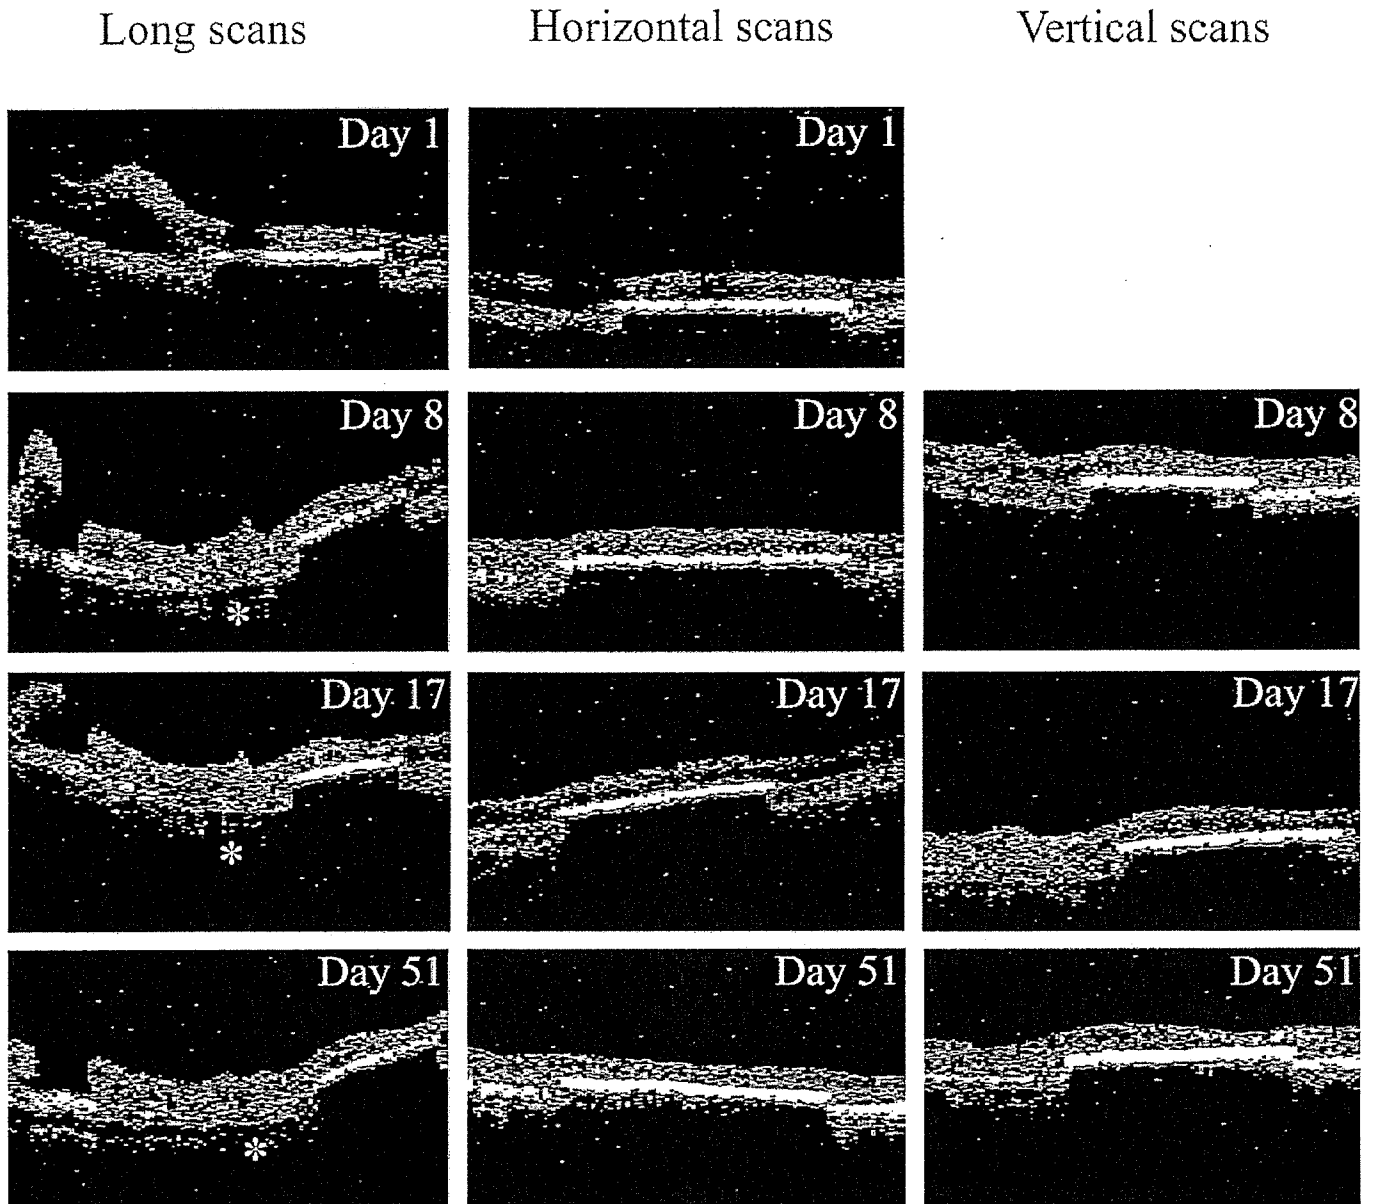 Long scans Horizontal scans Vertical scans
Day 1 Day 1
Day 8 Day 8 Day 8
* 
Day 17 Day 17 Day 17
*
Day 51 Day 51 Day 51
*